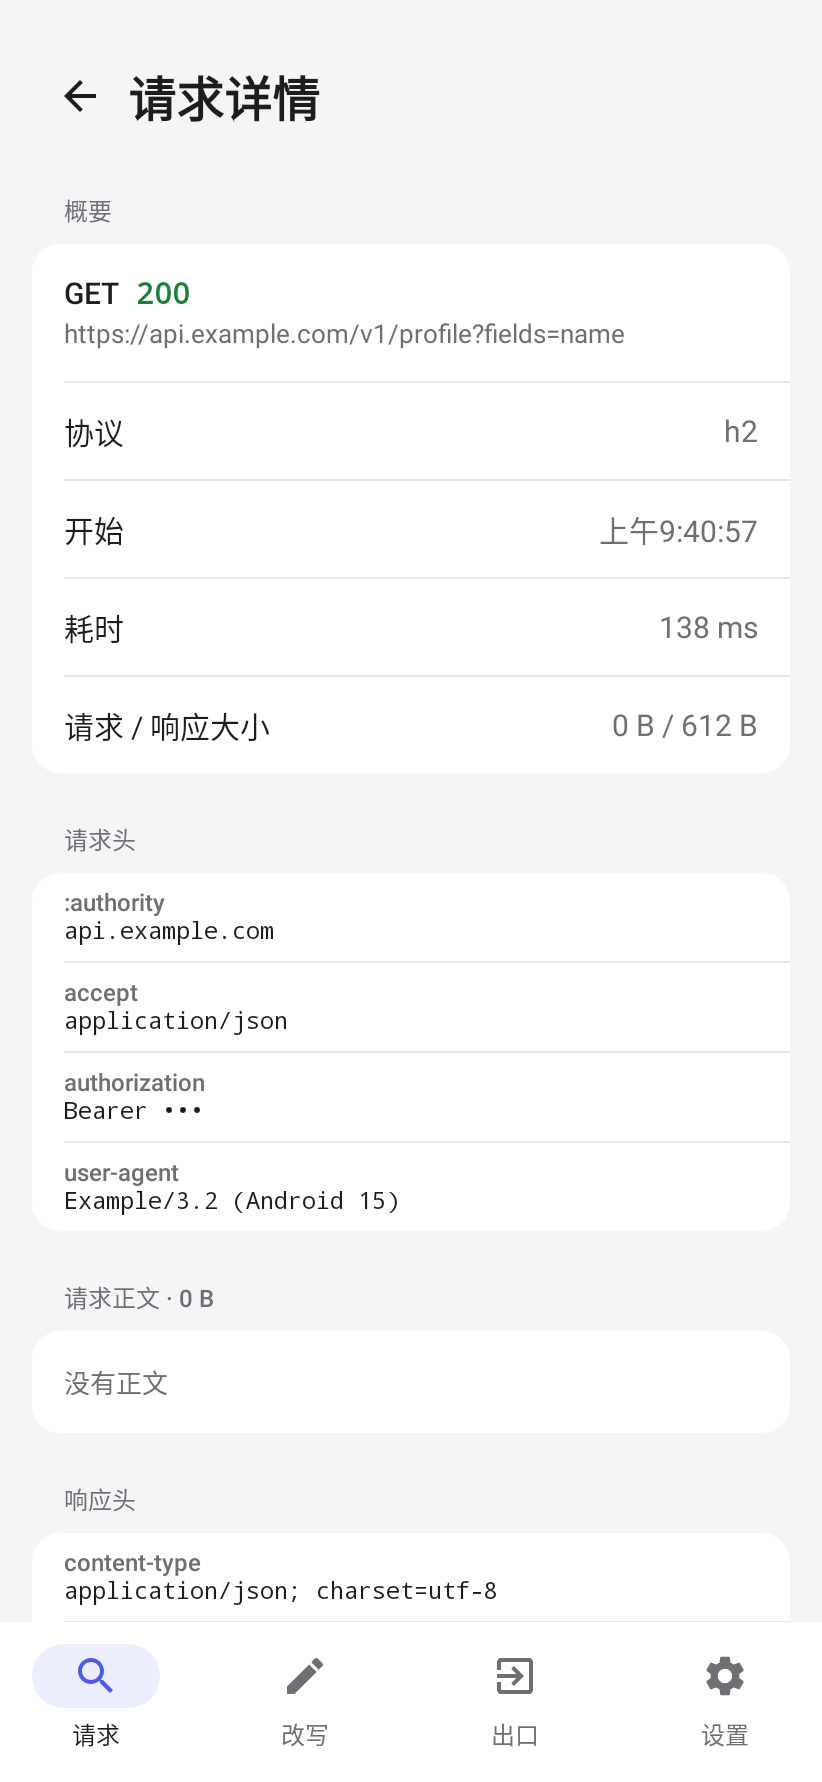 请求详情
概要
GET 200
https://api.example.com/v1/profile?fields=name
协议 h2
开始 上午9:40:57
耗时 138 ms
请求 / 响应大小 0 B / 612 B
请求头
:authority
api.example.com
accept
application/json
authorization
Bearer •••
user-agent
Example/3.2 (Android 15)
请求正文 · 0 B
没有正文
响应头
content-type
application/json; charset=utf-8
请求 改写 出口 设置